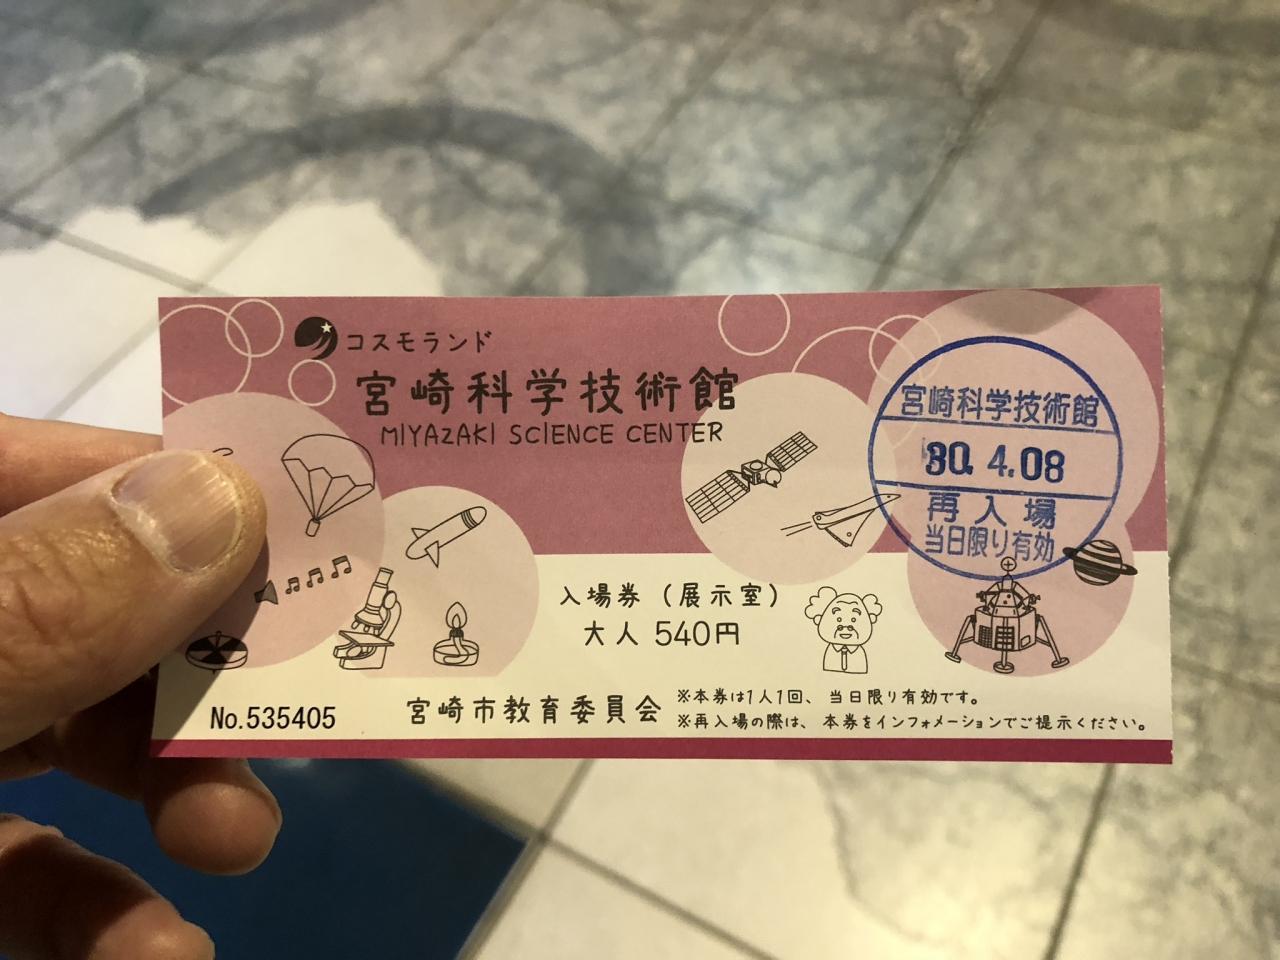 コスモランド
宮崎科学技術館
MIYAZAKI SCIENCE CENTER
宮崎科学技術館
30. 4.08
再入場
当日限り有効
入場券（展示室）
大人 540円
No.535405
宮崎市教育委員会
※本券は1人1回、当日限り有効です。
※再入場の際は、本券をインフォメーションでご提示ください。